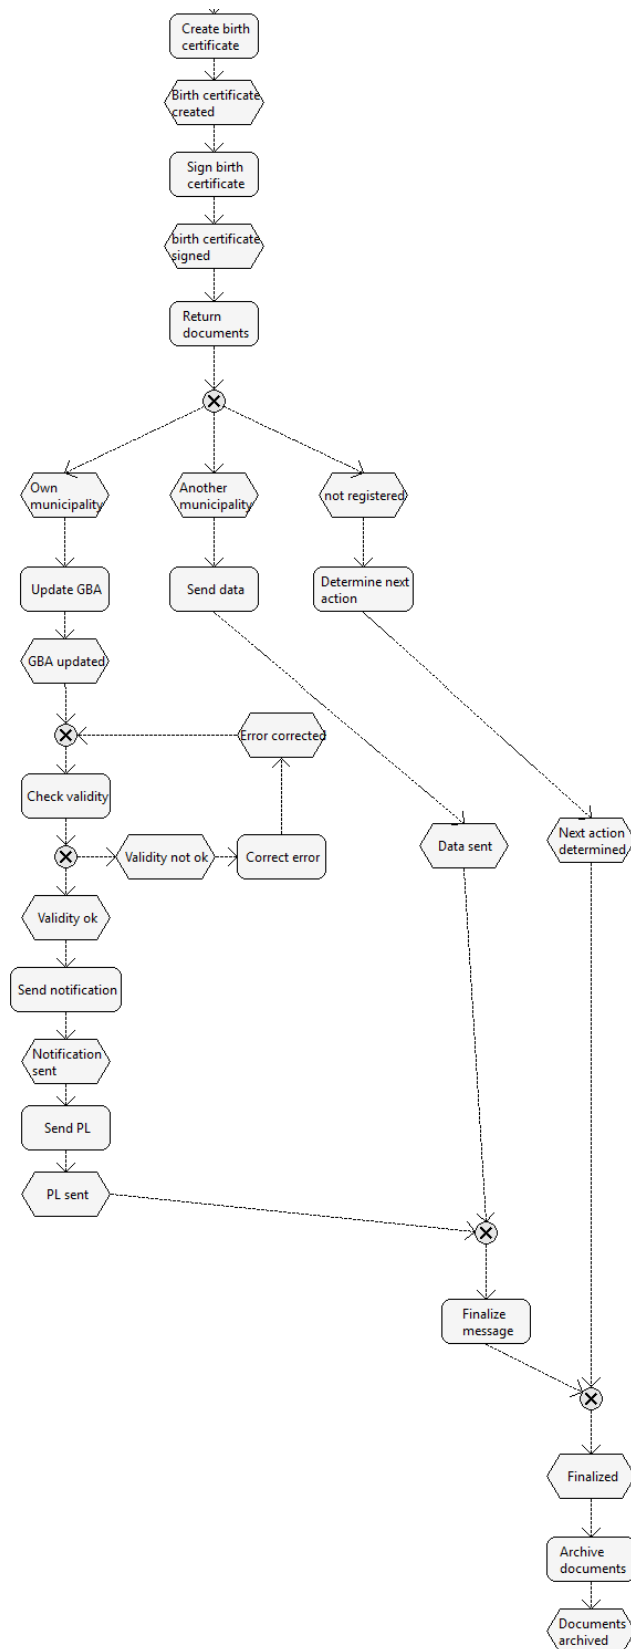 Create birth
certificate
Birth certificate
created
Sign birth
certificate
birth certificate
signed
Return
documents
Own
municipality
Another
municipality
not registered
Update GBA
Send data
Determine next
action
GBA updated
Error corrected
Check validity
Validity not ok
Correct error
Data sent
Next action
determined
Validity ok
Send notification
Notification
sent
Send PL
PL sent
Finalize
message
Finalized
Archive
documents
Documents
archived